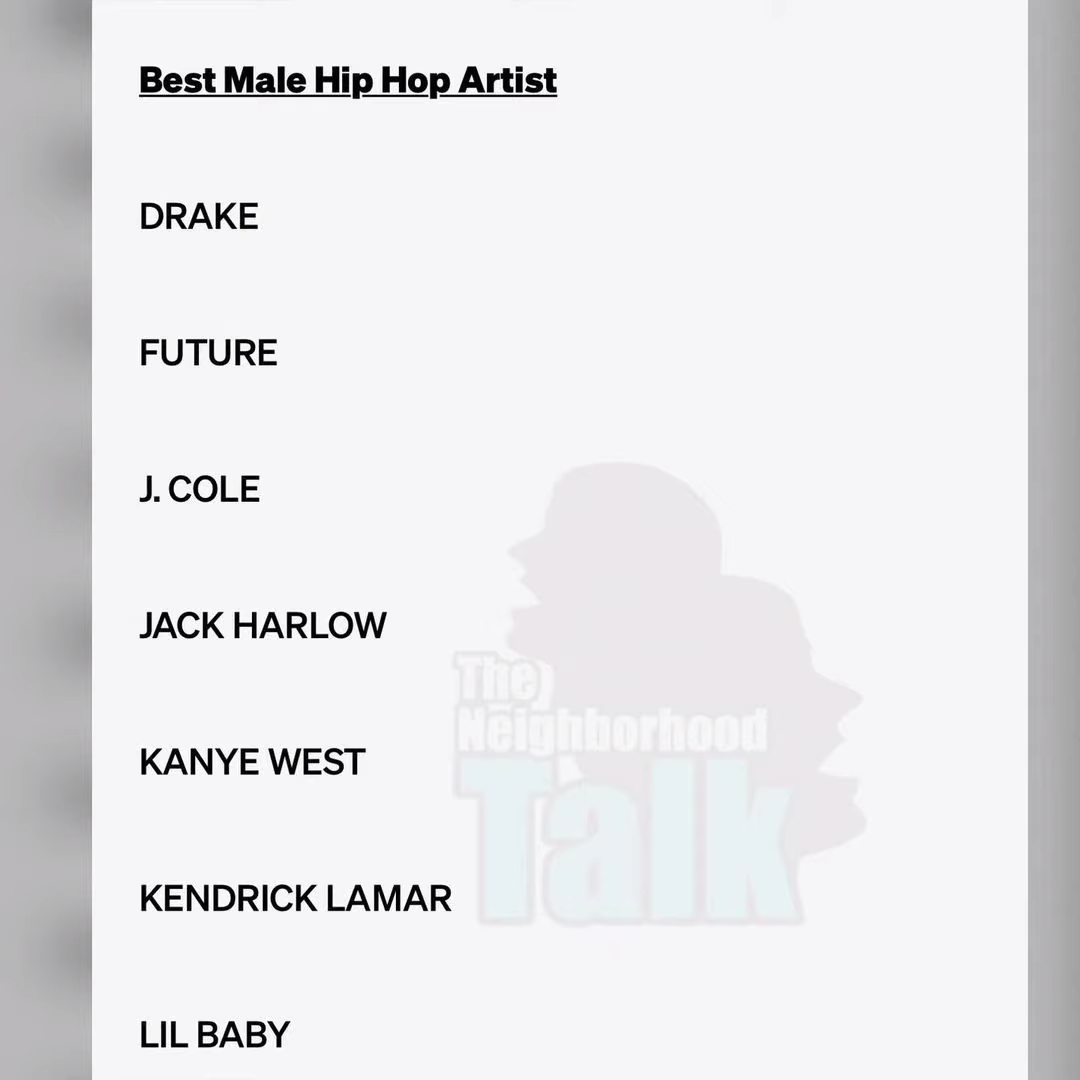 Best Male Hip Hop Artist
DRAKE
FUTURE
J. COLE
JACK HARLOW
KANYE WEST
KENDRICK LAMAR
LIL BABY
The
Neighborhood
Talk